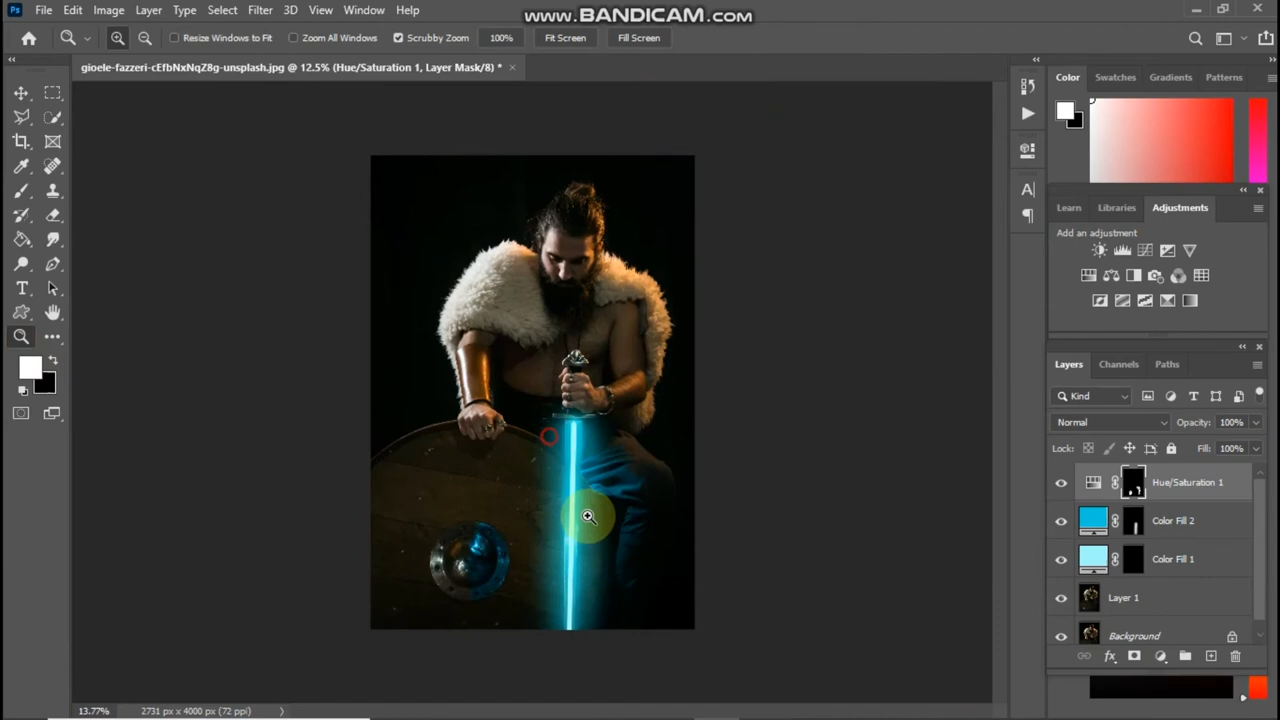 www.BANDICAM.com
Ps File Edit Image Layer Type Select Filter 3D View Window Help
Resize Windows to Fit Zoom All Windows Scrubby Zoom 100% Fit Screen Fill Screen
gioele-fazzeri-cEfbNxNqZ8g-unsplash.jpg @ 12.5% (Hue/Saturation 1, Layer Mask/8) *
Color Swatches Gradients Patterns
Learn Libraries Adjustments
Add an adjustment
Layers Channels Paths
Kind
Normal Opacity: 100%
Lock: Fill: 100%
Hue/Saturation 1
Color Fill 2
Color Fill 1
Layer 1
Background
13.77% 2731 px x 4000 px (72 ppi)